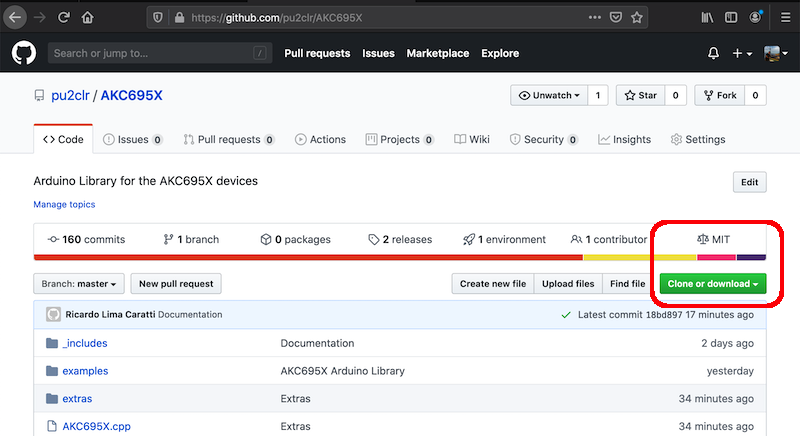 https://github.com/pu2clr/AKC695X
Search or jump to... /
Pull requests Issues Marketplace Explore
pu2clr / AKC695X
Unwatch 1 Star 0 Fork 0
Code Issues 0 Pull requests 0 Actions Projects 0 Wiki Security 0 Insights Settings
Arduino Library for the AKC695X devices
Edit
Manage topics
160 commits 1 branch 0 packages 2 releases 1 environment 1 contributor MIT
Branch: master New pull request Create new file Upload files Find file Clone or download
Ricardo Lima Caratti Documentation Latest commit 18bd897 17 minutes ago
_includes Documentation 2 days ago
examples AKC695X Arduino Library yesterday
extras Extras 34 minutes ago
AKC695X.cpp Extras 34 minutes ago